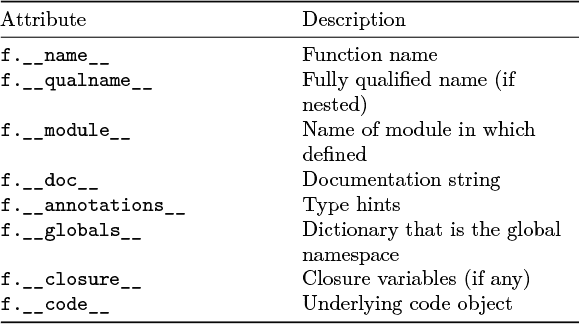 Attribute Description
f.__name__ Function name
f.__qualname__ Fully qualified name (if
nested)
f.__module__ Name of module in which
defined
f.__doc__ Documentation string
f.__annotations__ Type hints
f.__globals__ Dictionary that is the global
namespace
f.__closure__ Closure variables (if any)
f.__code__ Underlying code object